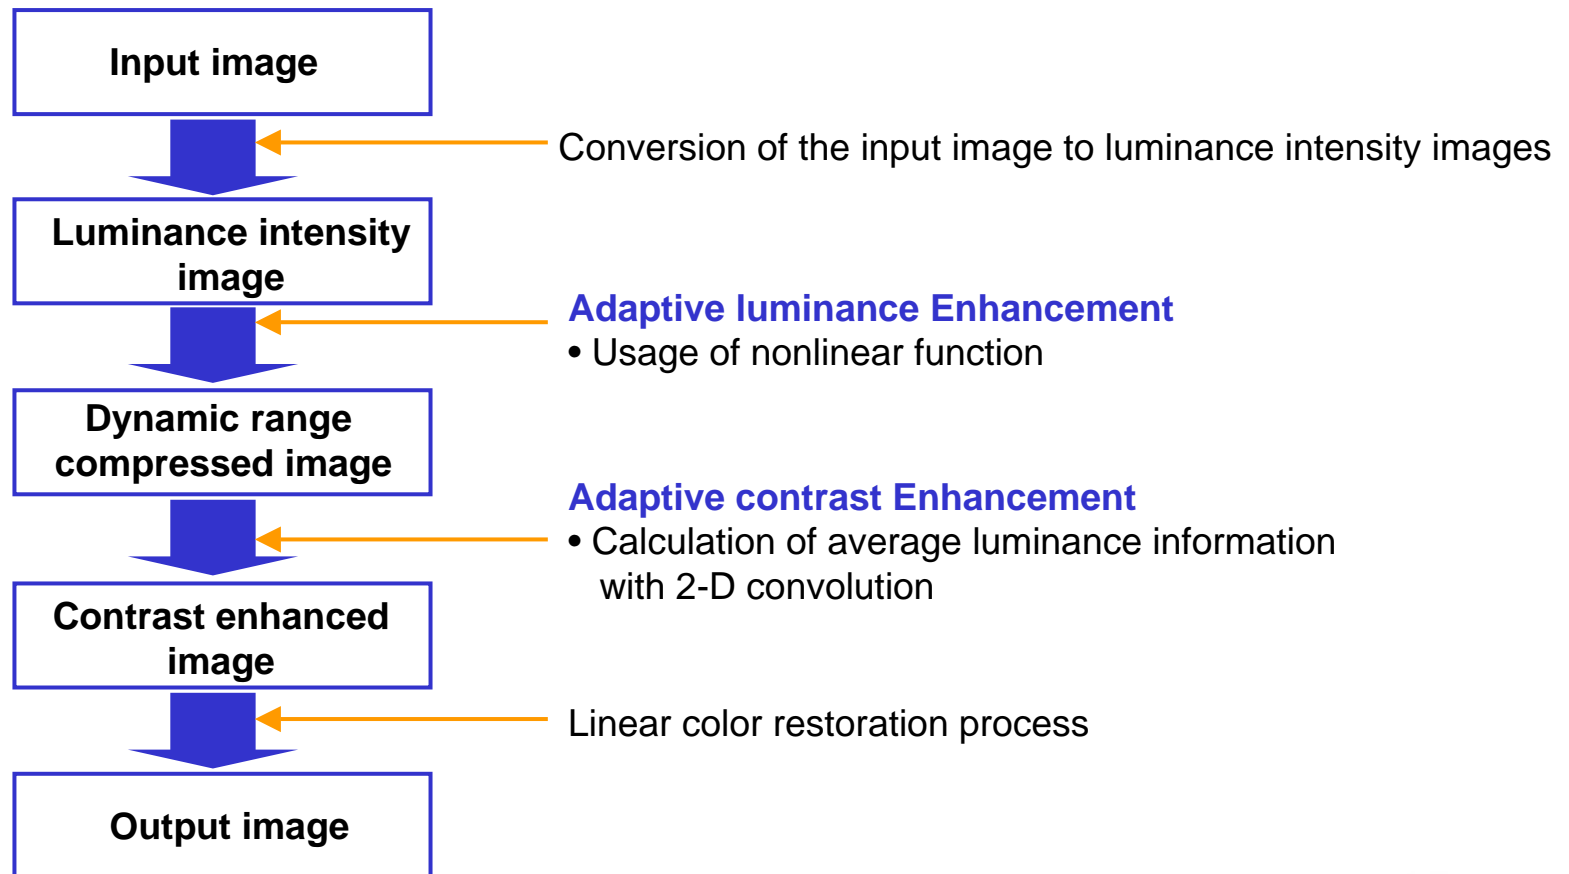 Input image
Conversion of the input image to luminance intensity images
Luminance intensity
image
Adaptive luminance Enhancement
• Usage of nonlinear function
Dynamic range
compressed image
Adaptive contrast Enhancement
• Calculation of average luminance information
with 2-D convolution
Contrast enhanced
image
Linear color restoration process
Output image